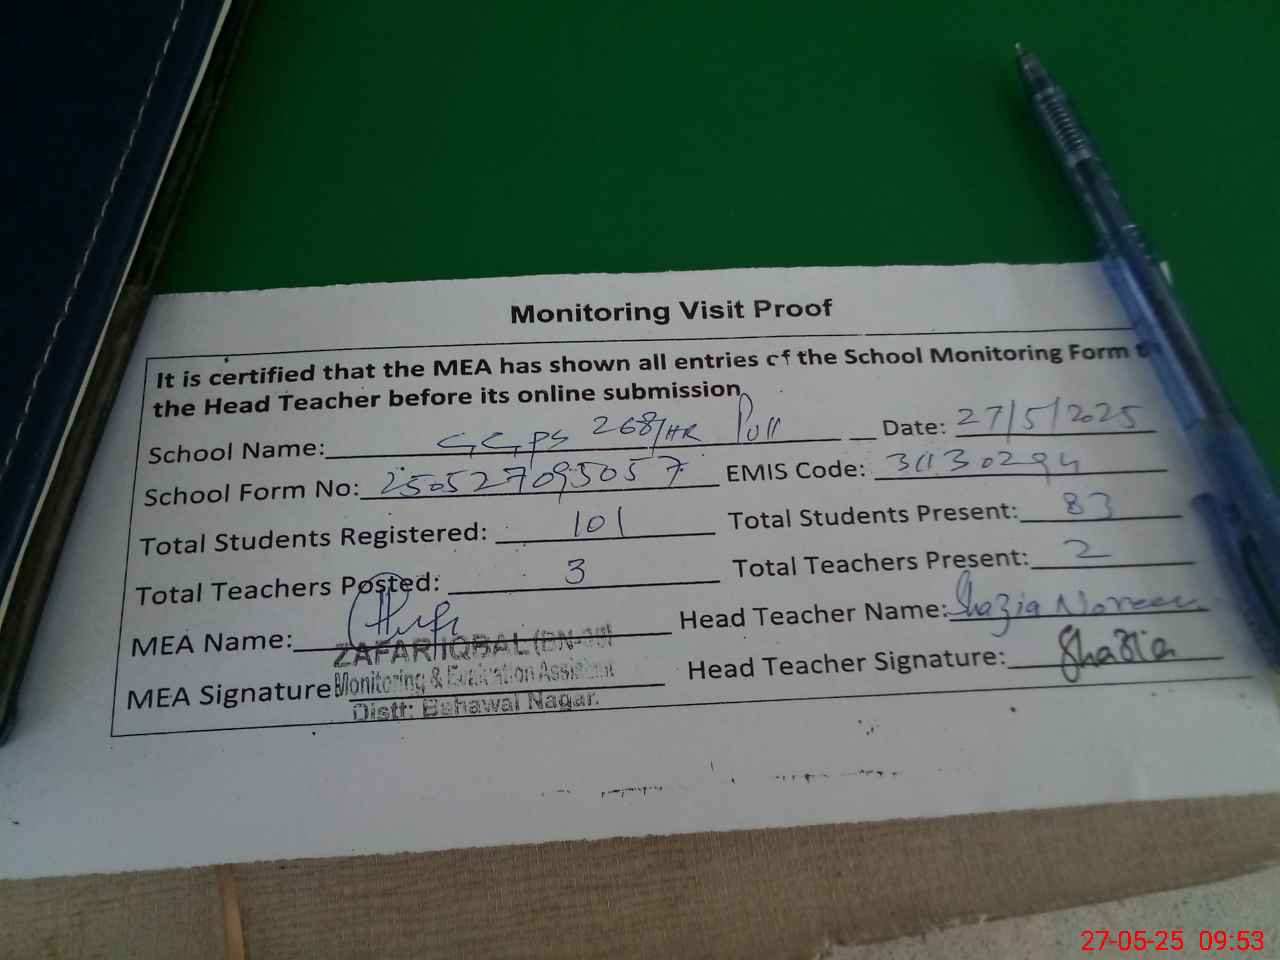 Monitoring Visit Proof
It is certified that the MEA has shown all entries of the School Monitoring Form t
the Head Teacher before its online submission
School Name: GGPS 268/HR Date: 27/5/2025
School Form No: 250527095057 EMIS Code: 31130294
Total Students Registered: 101 Total Students Present: 83
Total Teachers Posted: 3 Total Teachers Present: 2
MEA Name: Head Teacher Name: Shazia Noreen
ZAFAR IQBAL
MEA Signature Head Teacher Signature: Shazia
Monitoring & Evaluation Assistant
Distt: Bahawal Nagar.
27-05-25 09:53